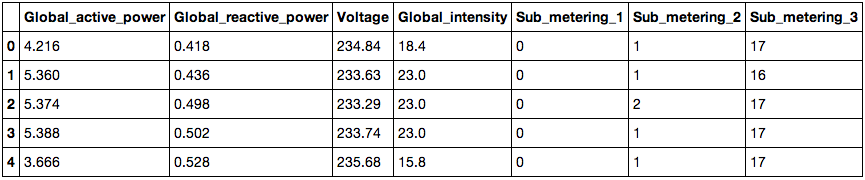 Global_active_power Global_reactive_power Voltage Global_intensity Sub_metering_1 Sub_metering_2 Sub_metering_3
0 4.216 0.418 234.84 18.4 0 1 17
1 5.360 0.436 233.63 23.0 0 1 16
2 5.374 0.498 233.29 23.0 0 2 17
3 5.388 0.502 233.74 23.0 0 1 17
4 3.666 0.528 235.68 15.8 0 1 17